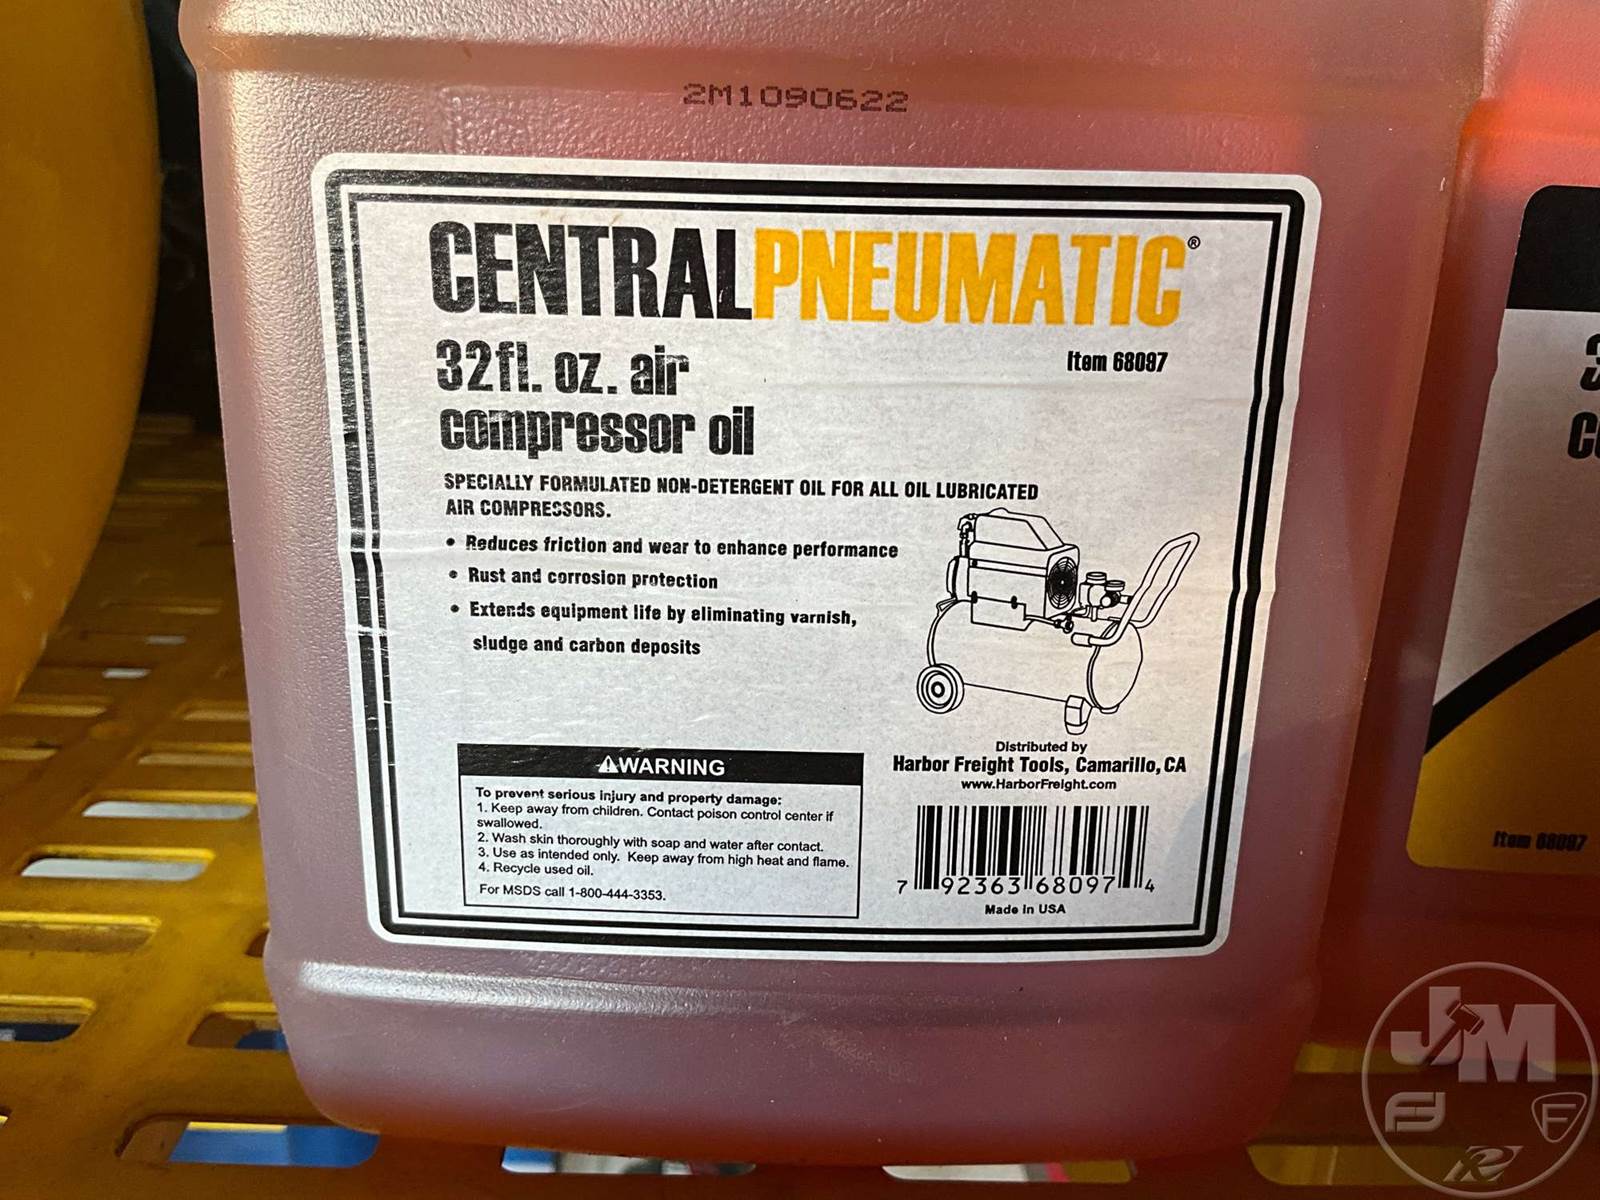 2M1090622
CENTRALPNEUMATIC®
32fl. oz. air
compressor oil
Item 68097
SPECIALLY FORMULATED NON-DETERGENT OIL FOR ALL OIL LUBRICATED
AIR COMPRESSORS.
• Reduces friction and wear to enhance performance
• Rust and corrosion protection
• Extends equipment life by eliminating varnish,
sludge and carbon deposits
⚠WARNING
To prevent serious injury and property damage:
1. Keep away from children. Contact poison control center if
swallowed.
2. Wash skin thoroughly with soap and water after contact.
3. Use as intended only. Keep away from high heat and flame.
4. Recycle used oil.
For MSDS call 1-800-444-3353.
Distributed by
Harbor Freight Tools, Camarillo, CA
www.HarborFreight.com
7 92363 68097 4
Made in USA
3
c
Item 68097
JM
F